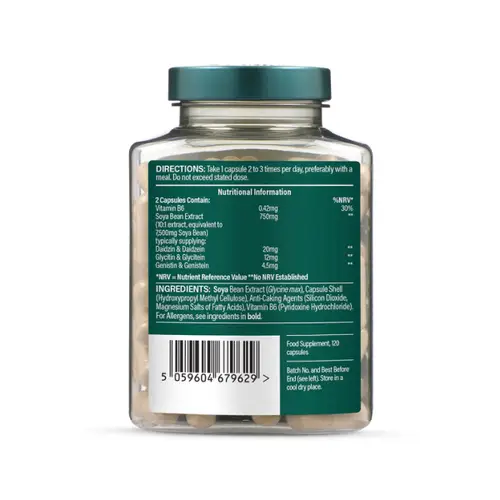 DIRECTIONS: Take 1 capsule 2 to 3 times per day, preferably with a
meal. Do not exceed stated dose.
Nutritional Information
2 Capsules Contain: %NRV*
Vitamin B6 0.42mg 30%
Soya Bean Extract 750mg **
(10:1 extract, equivalent to
7,500mg Soya Bean)
typically supplying:
Daidzin & Daidzein 20mg **
Glycitin & Glycitein 12mg **
Genistin & Genistein 4.5mg **
*NRV = Nutrient Reference Value **No NRV Established
INGREDIENTS: Soya Bean Extract (Glycine max), Capsule Shell
(Hydroxypropyl Methyl Cellulose), Anti-Caking Agents (Silicon Dioxide,
Magnesium Salts of Fatty Acids), Vitamin B6 (Pyridoxine Hydrochloride).
For Allergens, see ingredients in bold.
Food Supplement, 120
capsules
Batch No. and Best Before
End (see left). Store in a
cool dry place.
5 059604 679629 >